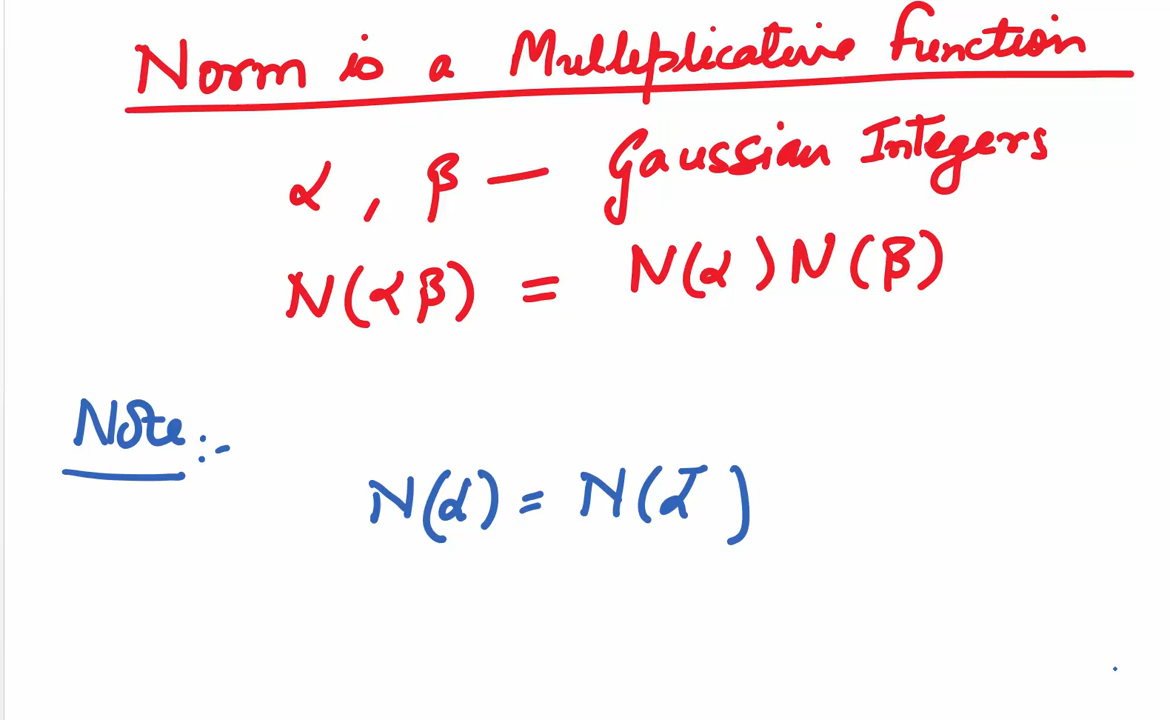 Norm is a Multiplicative function
α , β — Gaussian Integers
N(αβ) = N(α)N(β)
Note :-
N(α) = N(ᾱ)